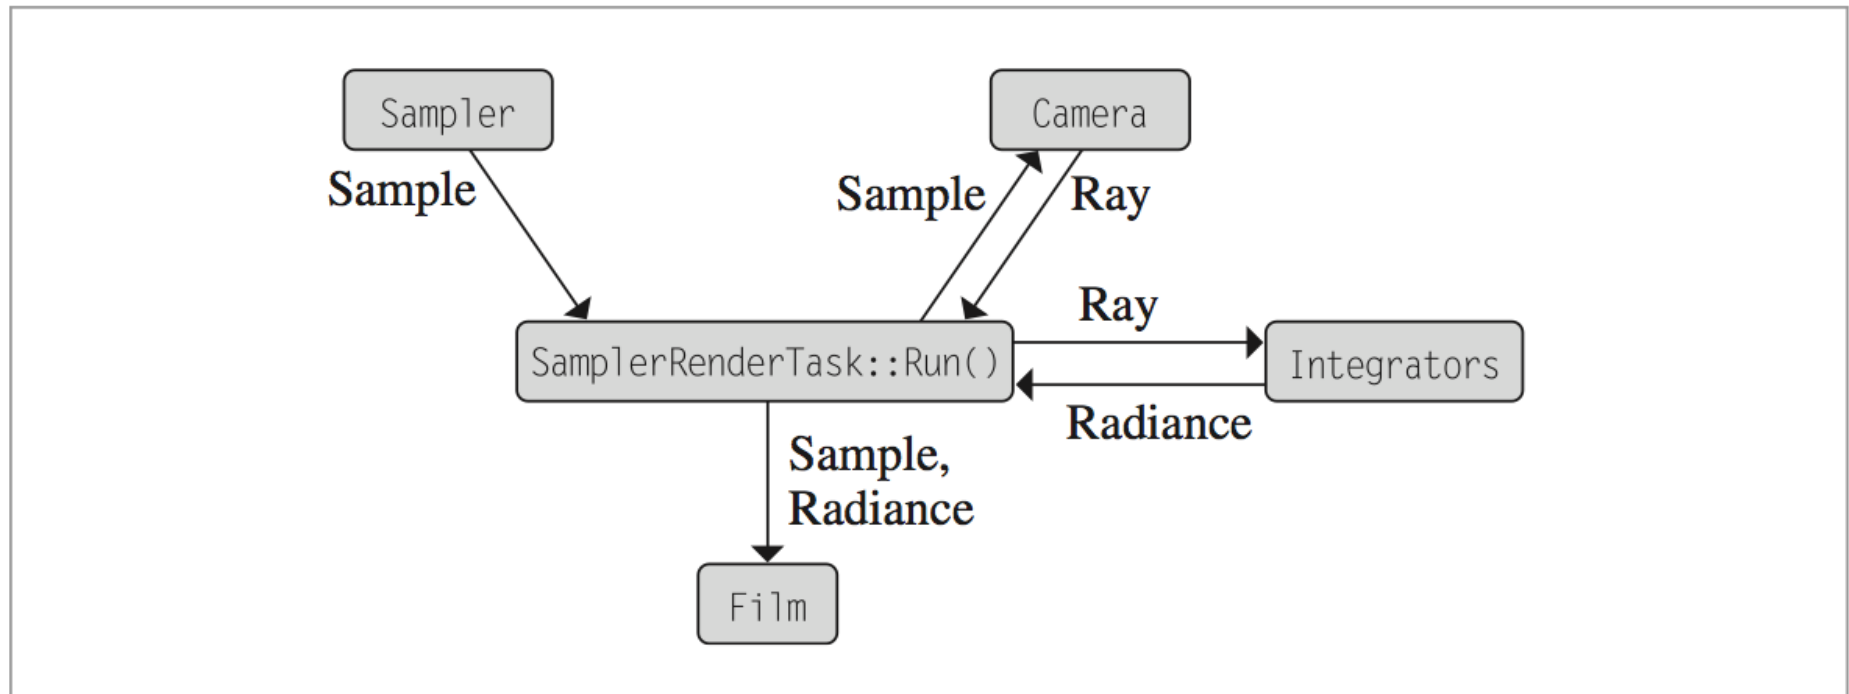 Sampler
Camera
Sample
Sample
Ray
Ray
SamplerRenderTask::Run()
Integrators
Radiance
Sample,
Radiance
Film